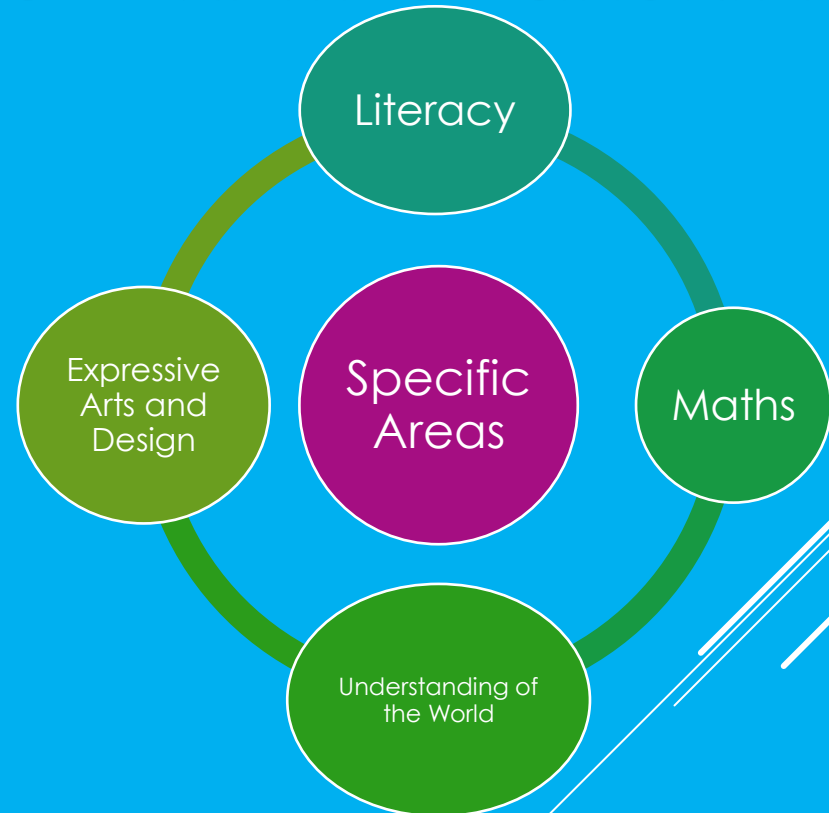 Literacy
Specific
Areas
Maths
Understanding of
the World
Expressive
Arts and
Design